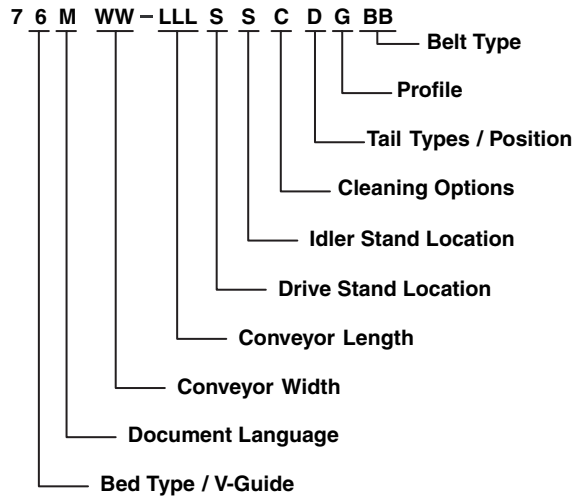 7 6 M WW - LLL S S C D G BB
Belt Type
Profile
Tail Types / Position
Cleaning Options
Idler Stand Location
Drive Stand Location
Conveyor Length
Conveyor Width
Document Language
Bed Type / V-Guide